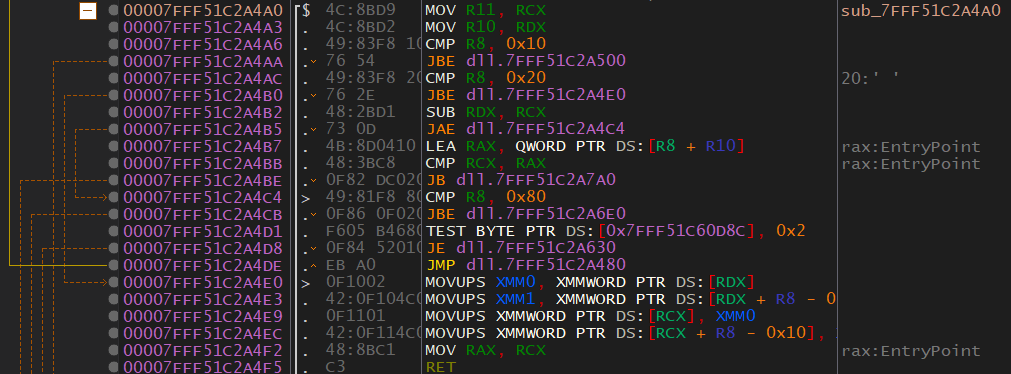 00007FFF51C2A4A0 $ 4C:8BD9 MOV R11, RCX sub_7FFF51C2A4A0
00007FFF51C2A4A3 . 4C:8BD2 MOV R10, RDX
00007FFF51C2A4A6 . 49:83F8 10 CMP R8, 0x10
00007FFF51C2A4AA . 76 54 JBE dll.7FFF51C2A500
00007FFF51C2A4AC . 49:83F8 20 CMP R8, 0x20 20:' '
00007FFF51C2A4B0 . 76 2E JBE dll.7FFF51C2A4E0
00007FFF51C2A4B2 . 48:2BD1 SUB RDX, RCX
00007FFF51C2A4B5 . 73 0D JAE dll.7FFF51C2A4C4
00007FFF51C2A4B7 . 4B:8D0410 LEA RAX, QWORD PTR DS:[R8 + R10] rax:EntryPoint
00007FFF51C2A4BB . 48:3BC8 CMP RCX, RAX rax:EntryPoint
00007FFF51C2A4BE . 0F82 DC020 JB dll.7FFF51C2A7A0
00007FFF51C2A4C4 > 49:81F8 80 CMP R8, 0x80
00007FFF51C2A4CB . 0F86 0F020 JBE dll.7FFF51C2A6E0
00007FFF51C2A4D1 . F605 B4680 TEST BYTE PTR DS:[0x7FFF51C60D8C], 0x2
00007FFF51C2A4D8 . 0F84 52010 JE dll.7FFF51C2A630
00007FFF51C2A4DE . EB A0 JMP dll.7FFF51C2A480
00007FFF51C2A4E0 > 0F1002 MOVUPS XMM0, XMMWORD PTR DS:[RDX]
00007FFF51C2A4E3 . 42:0F104C0 MOVUPS XMM1, XMMWORD PTR DS:[RDX + R8 - 0
00007FFF51C2A4E9 . 0F1101 MOVUPS XMMWORD PTR DS:[RCX], XMM0
00007FFF51C2A4EC . 42:0F114C0 MOVUPS XMMWORD PTR DS:[RCX + R8 - 0x10],
00007FFF51C2A4F2 . 48:8BC1 MOV RAX, RCX rax:EntryPoint
00007FFF51C2A4F5 . C3 RET